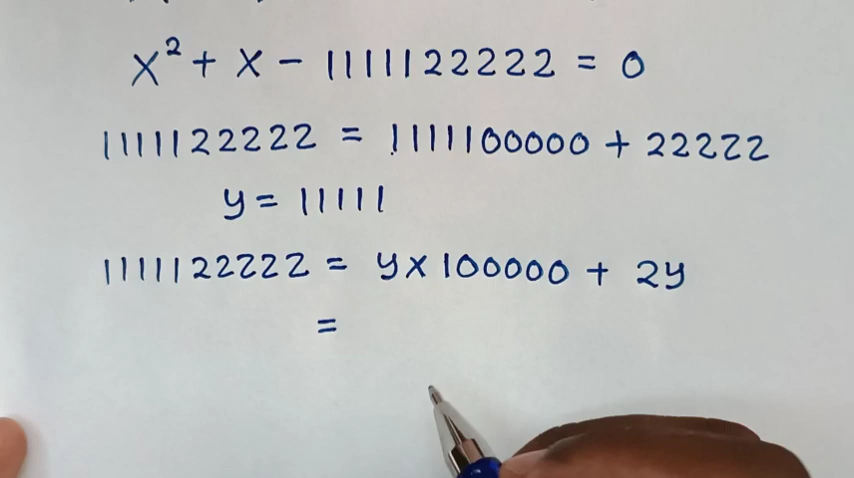 x² + x - 1111122222 = 0
1111122222 = 1111100000 + 22222
y = 11111
1111122222 = y×100000 + 2y
=